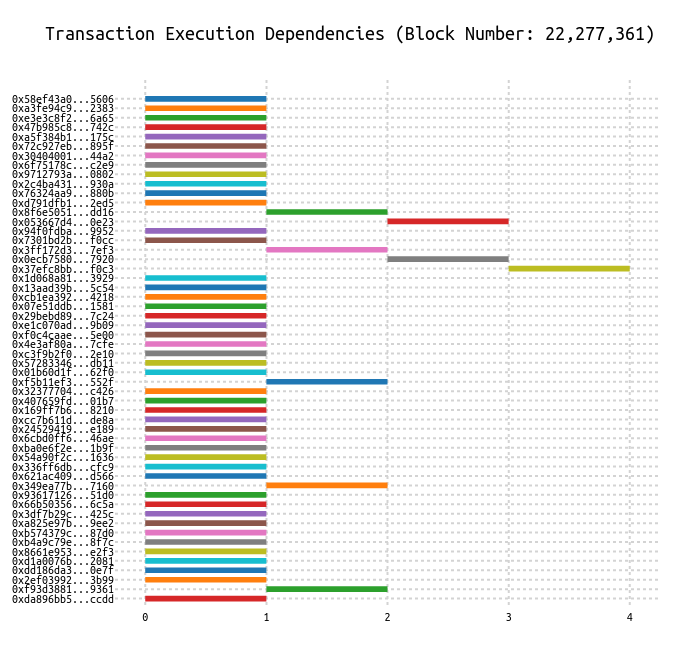 Transaction Execution Dependencies (Block Number: 22,277,361)
0x58ef43a0...5606
0xa3fe94c9...2383
0xe3e3c8f2...6a65
0x47b985c8...742c
0xa5f384b1...175c
0x72c927eb...895f
0x30404001...44a2
0x6f75178c...c2e9
0x9712793a...0802
0x2c4ba431...930a
0x76324aa9...880b
0xd791dfb1...2ed5
0x8f6e5051...dd16
0x053667d4...0e23
0x94f0fdba...9952
0x7301bd2b...f0cc
0x3ff172d3...7ef3
0x0ecb7580...7920
0x37efc8bb...f0c3
0x1d068a81...3929
0x13aad39b...5c54
0xcb1ea392...4218
0x07e51ddb...1581
0x29bebd89...7c24
0xe1c070ad...9b09
0xf0c4caae...5e00
0x4e3af80a...7cfe
0xc3f9b2f0...2e10
0x57283346...db11
0x01b60d1f...62f0
0xf5b11ef3...552f
0x32377704...c426
0x407659fd...01b7
0x169ff7b6...8210
0xcc7b611d...de8a
0x24529419...e189
0x6cbd0ff6...46ae
0xba0e6f2e...1b9f
0x54a90f2c...1636
0x336ff6db...cfc9
0x621ac409...d566
0x349ea77b...7160
0x93617126...51d0
0x66b50356...6c5a
0x3df7b29c...425c
0xa825e97b...9ee2
0xb574379c...87d0
0xb4a9c79e...8f7c
0x8661e953...e2f3
0xd1a0076b...2081
0xdd186da3...0e7f
0x2ef03992...3b99
0xf93d3881...9361
0xda896bb5...ccdd
0 1 2 3 4